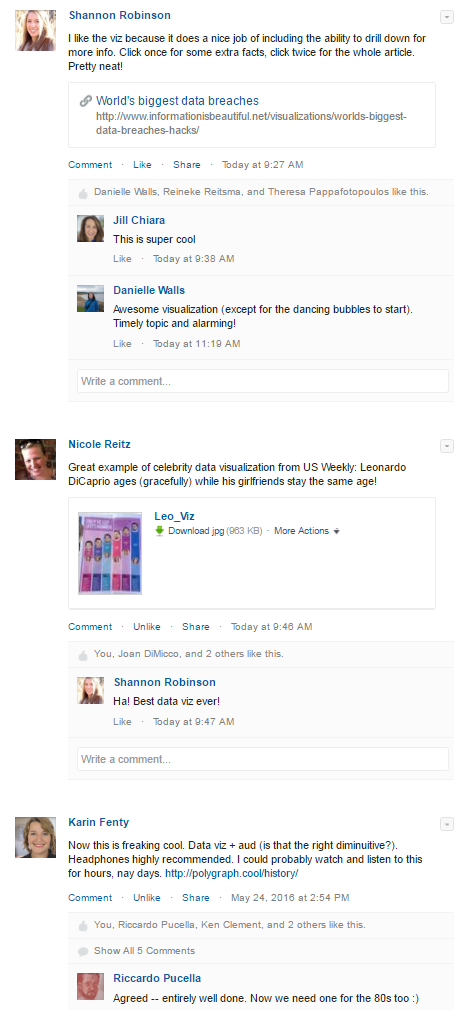 Shannon Robinson
I like the viz because it does a nice job of including the ability to drill down for
more info. Click once for some extra facts, click twice for the whole article.
Pretty neat!
World's biggest data breaches
http://www.informationisbeautiful.net/visualizations/worlds-biggest-
data-breaches-hacks/
Comment · Like · Share · Today at 9:27 AM
Danielle Walls, Reineke Reitsma, and Theresa Pappafotopoulos like this.
Jill Chiara
This is super cool
Like · Today at 9:38 AM
Danielle Walls
Awesome visualization (except for the dancing bubbles to start).
Timely topic and alarming!
Like · Today at 11:19 AM
Write a comment...
Nicole Reitz
Great example of celebrity data visualization from US Weekly: Leonardo
DiCaprio ages (gracefully) while his girlfriends stay the same age!
Leo_Viz
Download jpg (963 KB) · More Actions
Comment · Unlike · Share · Today at 9:46 AM
You, Joan DiMicco, and 2 others like this.
Shannon Robinson
Ha! Best data viz ever!
Like · Today at 9:47 AM
Write a comment...
Karin Fenty
Now this is freaking cool. Data viz + aud (is that the right diminuitive?).
Headphones highly recommended. I could probably watch and listen to this
for hours, nay days. http://polygraph.cool/history/
Comment · Unlike · Share · May 24, 2016 at 2:54 PM
You, Riccardo Pucella, Ken Clement, and 2 others like this.
Show All 5 Comments
Riccardo Pucella
Agreed -- entirely well done. Now we need one for the 80s too :)